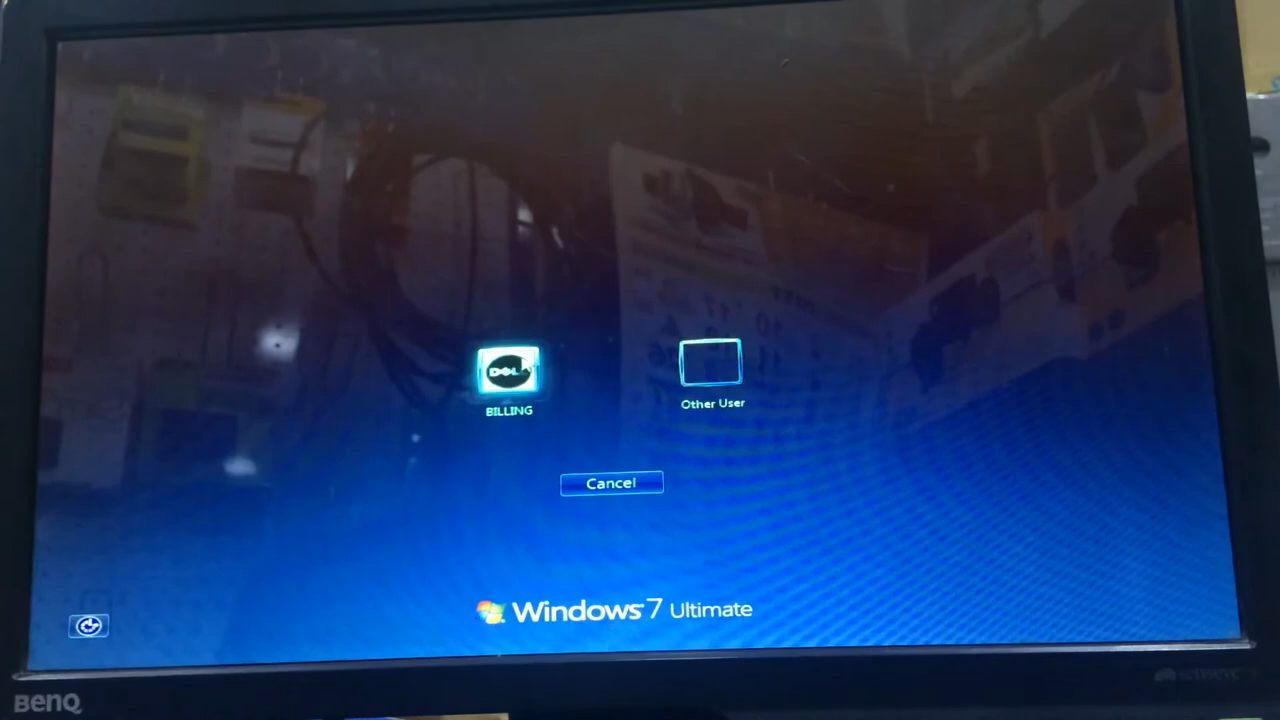 DELL
BILLING
Other User
Cancel
Windows 7 Ultimate
BenQ